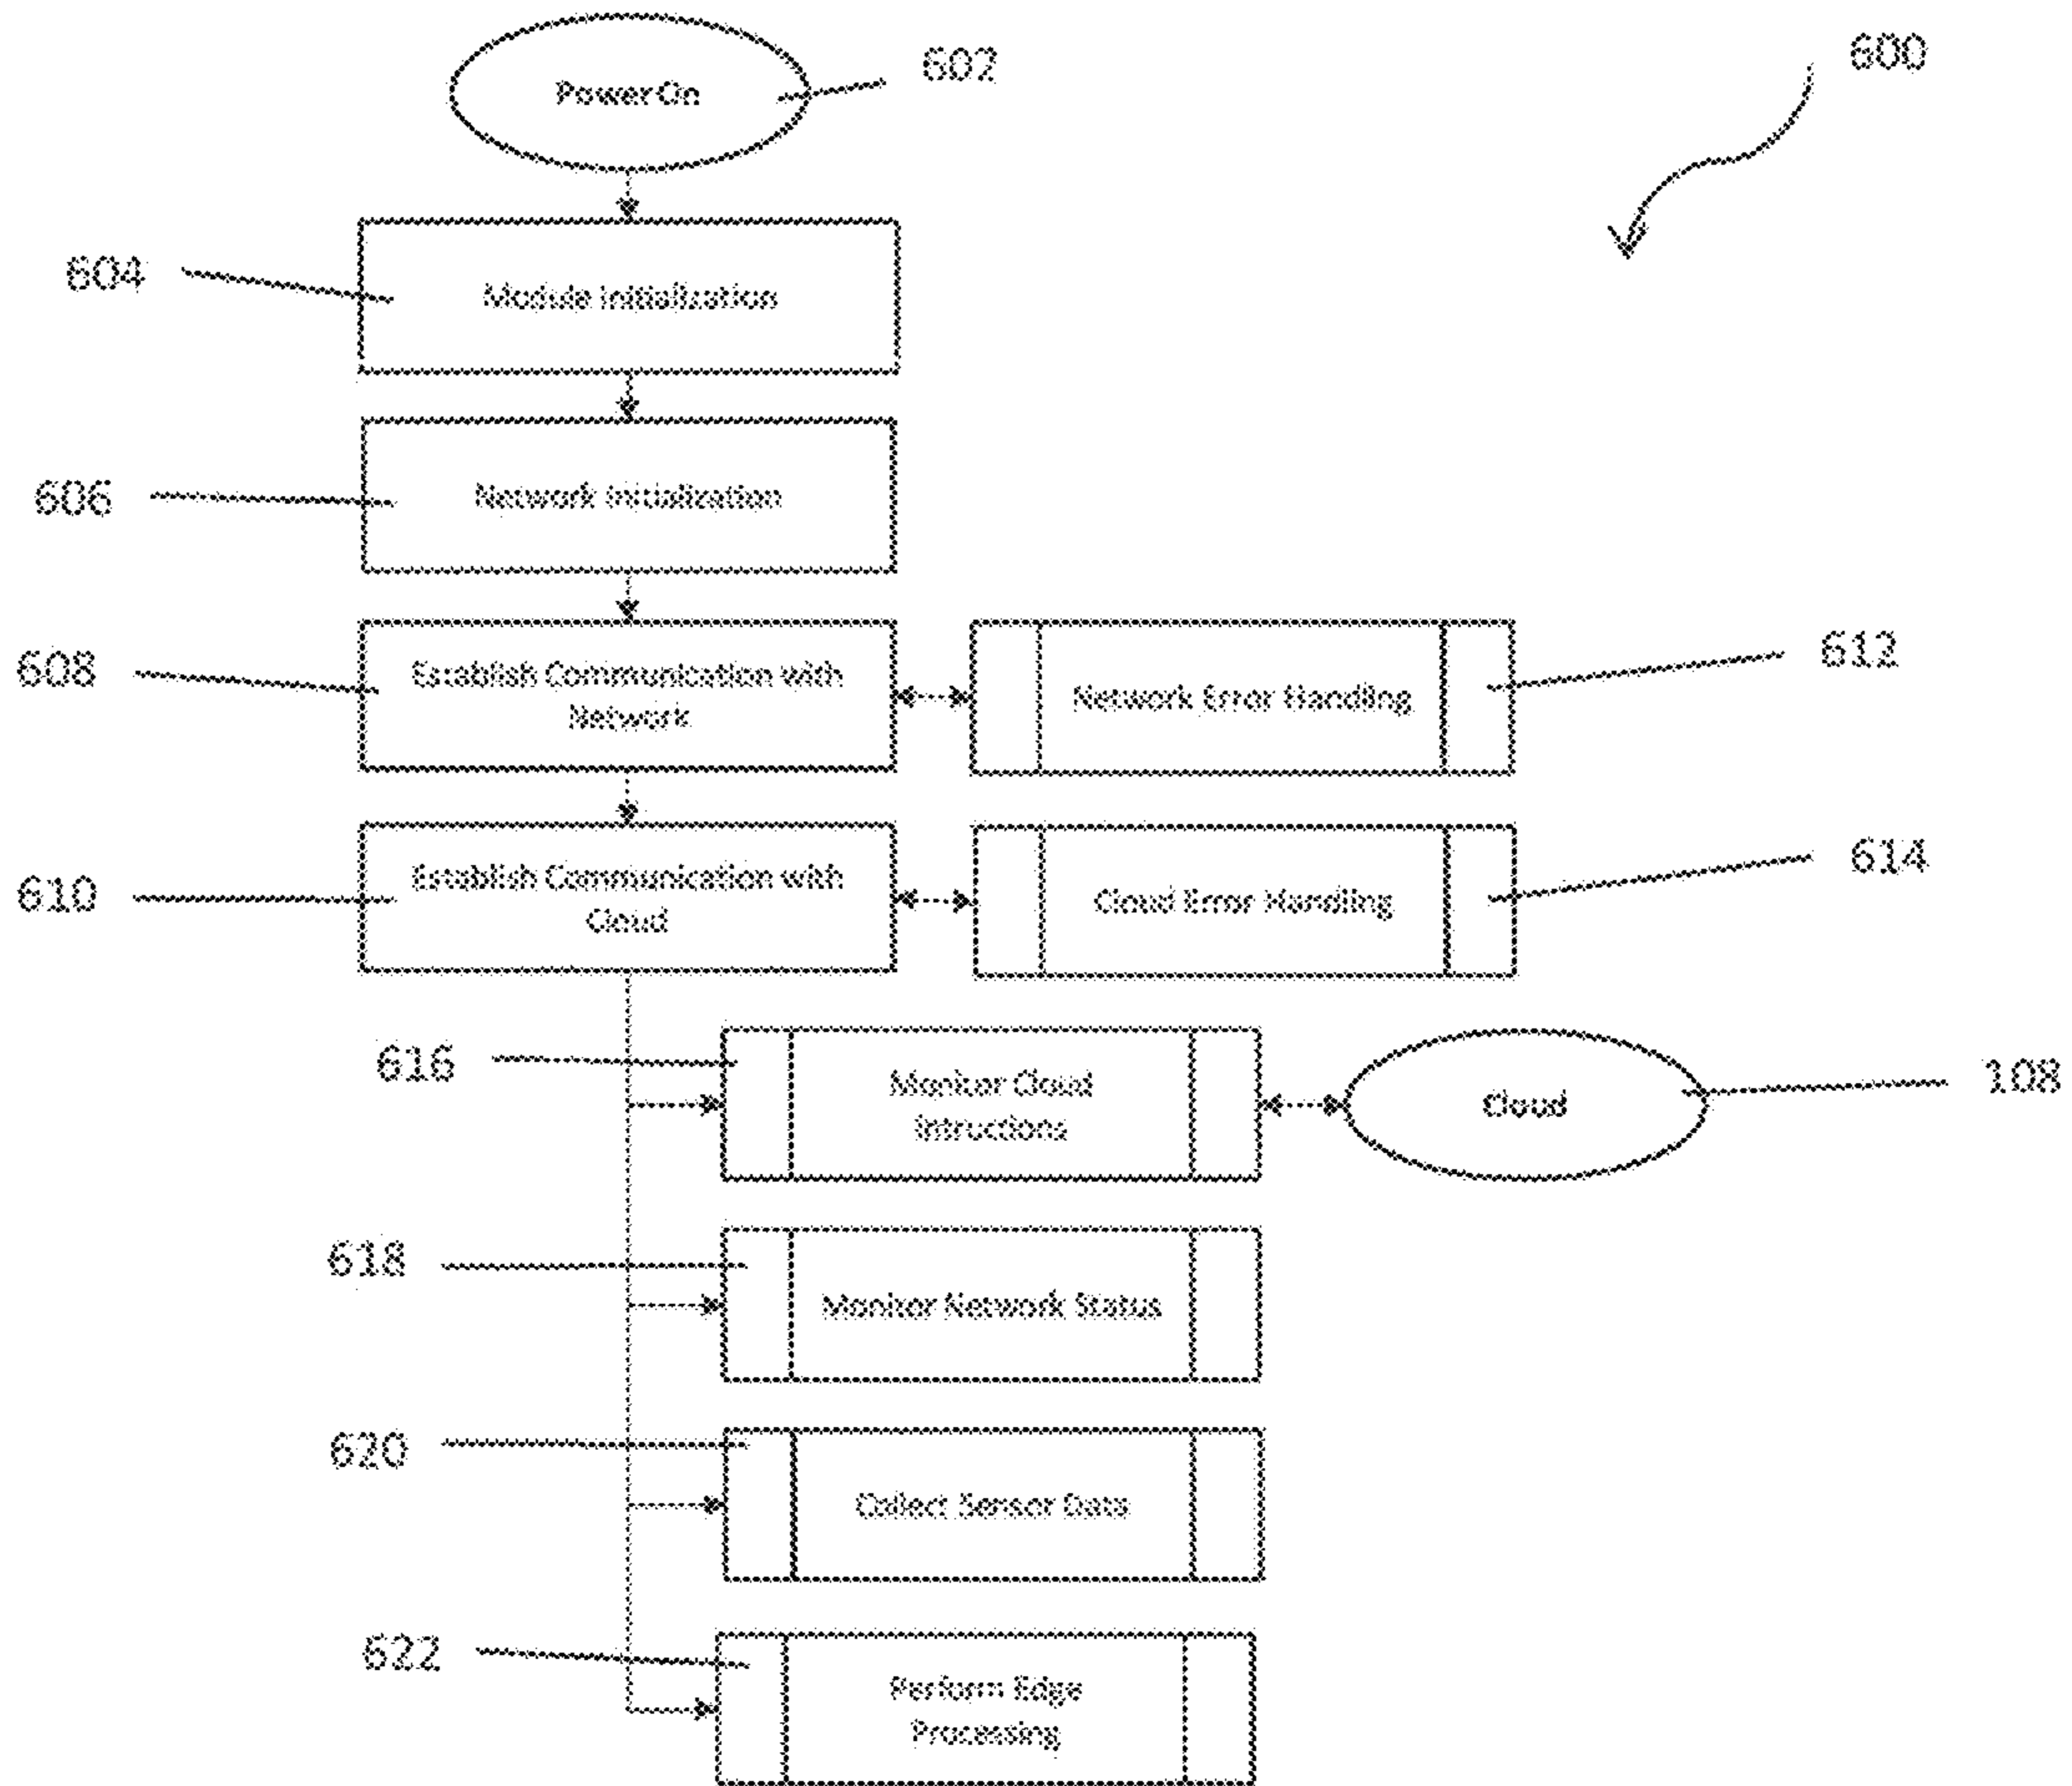 600
Power On
602
Module Initialization
604
Network Initialization
606
Establish Communication with
Network
608
Network Error Handling
612
Establish Communication with
Cloud
610
Cloud Error Handling
614
616
Monitor Cloud
Intructions
Cloud
108
618
Monitor Network Status
620
Collect Sensor Data
622
Perform Edge
Processing